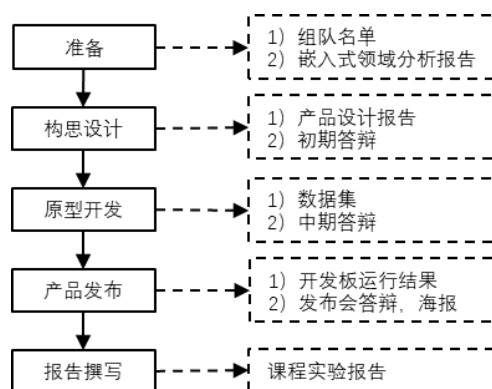 准备
1）组队名单
2）嵌入式领域分析报告
构思设计
1）产品设计报告
2）初期答辩
原型开发
1）数据集
2）中期答辩
产品发布
1）开发板运行结果
2）发布会答辩，海报
报告撰写
课程实验报告